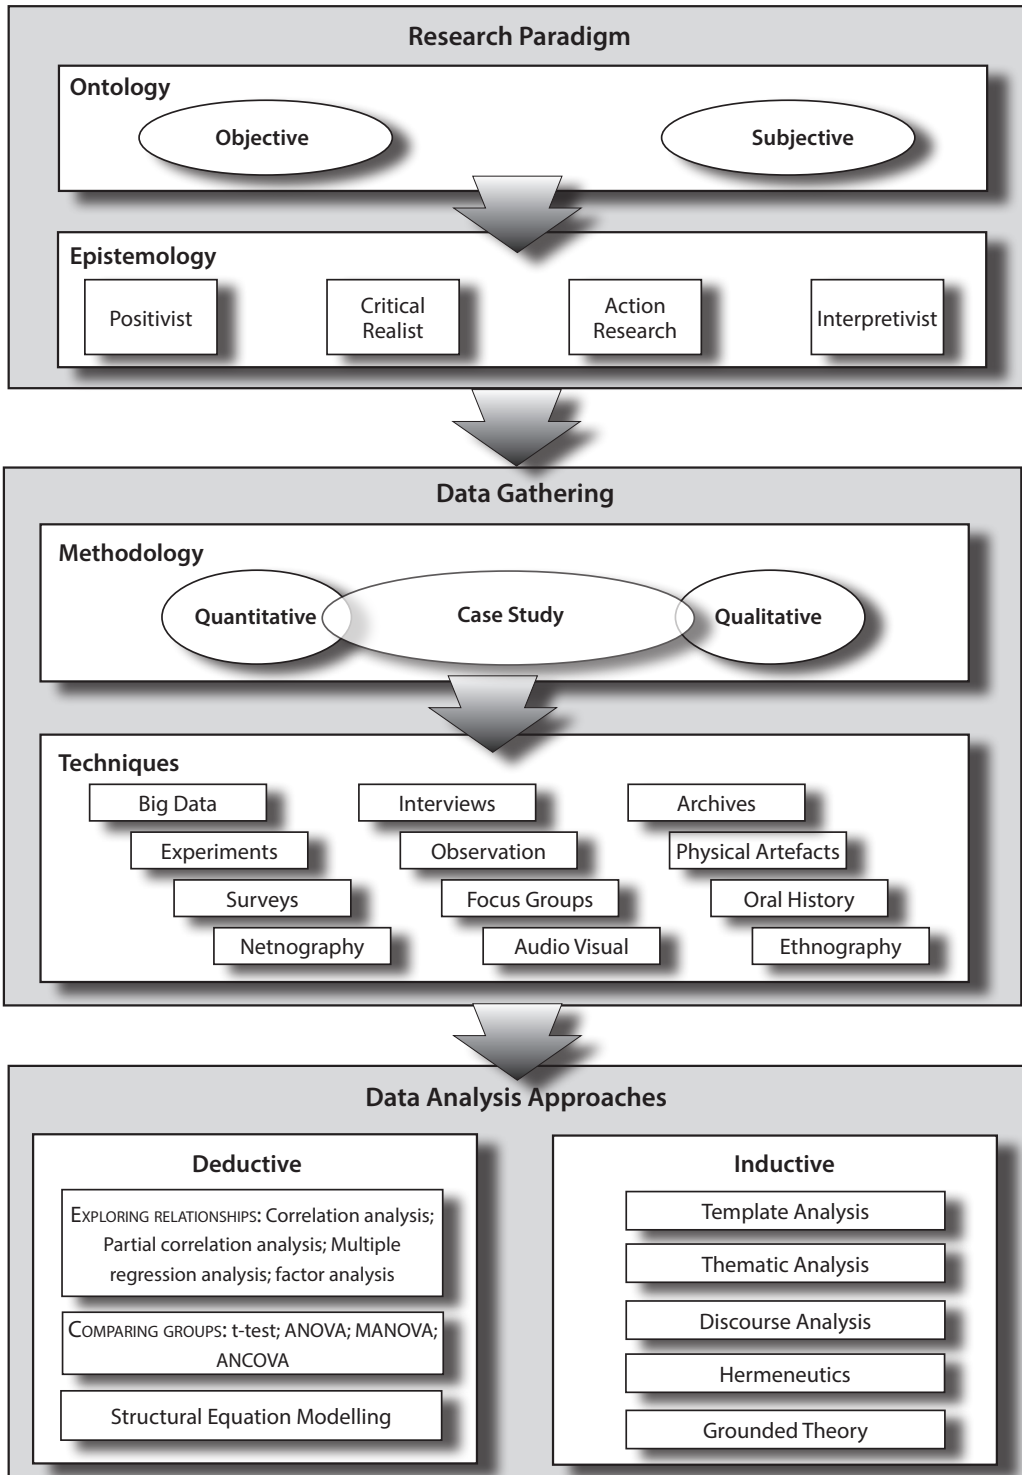 Research Paradigm
Ontology
Objective
Subjective
Epistemology
Positivist
Critical
Realist
Action
Research
Interpretivist
Data Gathering
Methodology
Quantitative
Case Study
Qualitative
Techniques
Big Data
Experiments
Surveys
Netnography
Interviews
Observation
Focus Groups
Audio Visual
Archives
Physical Artefacts
Oral History
Ethnography
Data Analysis Approaches
Deductive
EXPLORING RELATIONSHIPS: Correlation analysis;
Partial correlation analysis; Multiple
regression analysis; factor analysis
COMPARING GROUPS: t-test; ANOVA; MANOVA;
ANCOVA
Structural Equation Modelling
Inductive
Template Analysis
Thematic Analysis
Discourse Analysis
Hermeneutics
Grounded Theory